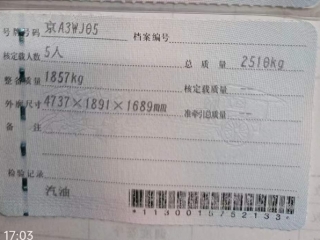 号牌号码 京A3WJ05 档案编号
核定载人数 5人 总质量 2510kg
整备质量 1857kg 核定载质量 --
外廓尺寸 4737×1891×1689mm 准牵引总质量 --
备注
检验记录
汽油
*1130010752133*
17:03